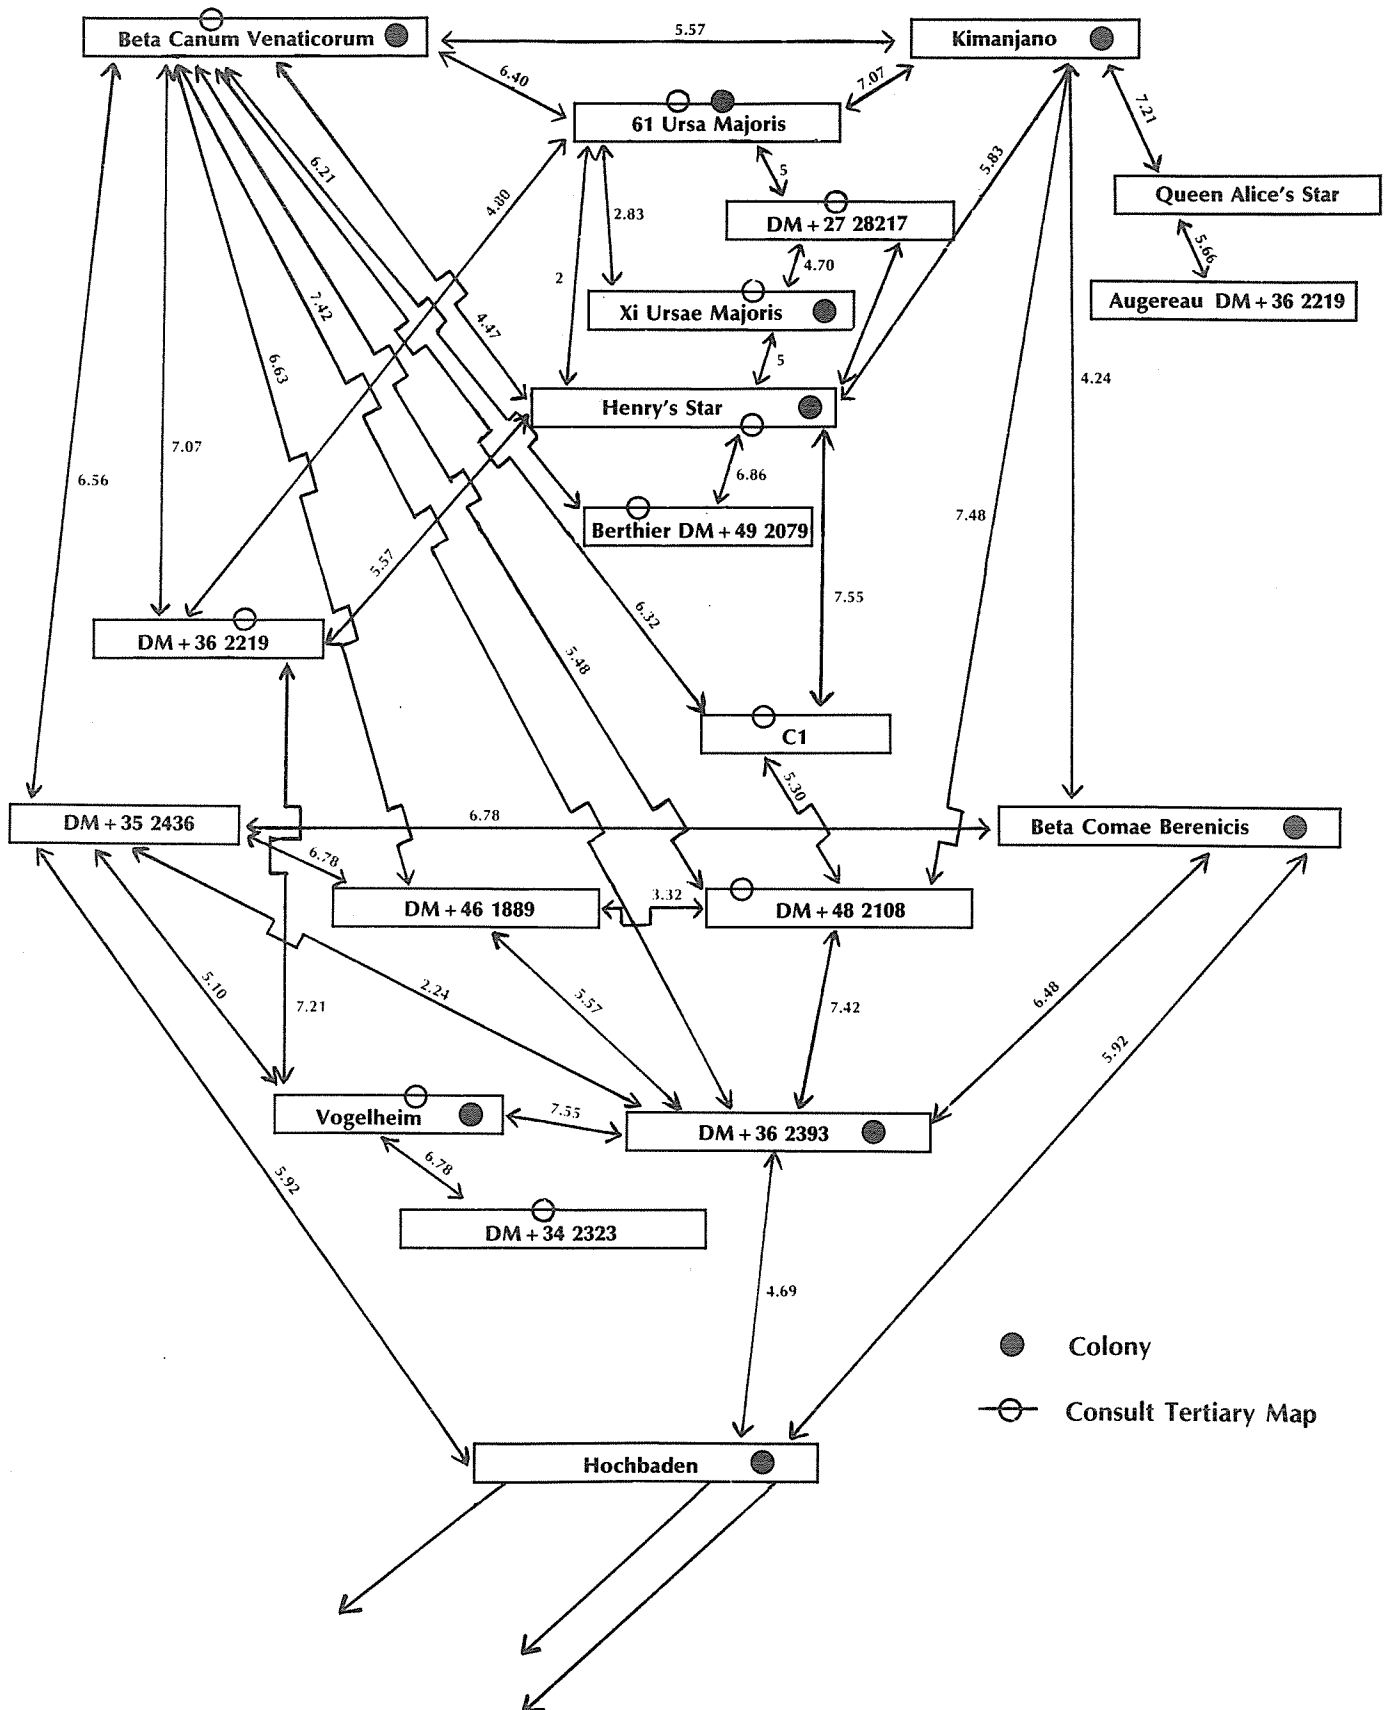 Beta Canum Venaticorum
5.57
Kimanjano
6.40
7.07
61 Ursa Majoris
7.21
6.21
4.80
2.83
5
5.83
Queen Alice's Star
DM+27 28217
5.66
4.70
2
Xi Ursae Majoris
Augereau DM+36 2219
7.42
4.47
5
6.63
4.24
Henry's Star
7.07
6.56
6.86
7.48
Berthier DM+49 2079
5.57
7.55
6.32
DM+36 2219
5.48
C1
5.30
DM+35 2436
6.78
Beta Comae Berenicis
6.78
3.32
DM+46 1889
DM+48 2108
5.10
2.24
5.57
7.21
7.42
6.48
5.92
Vogelheim
7.55
DM+36 2393
6.78
5.92
DM+34 2323
4.69
Colony
Consult Tertiary Map
Hochbaden